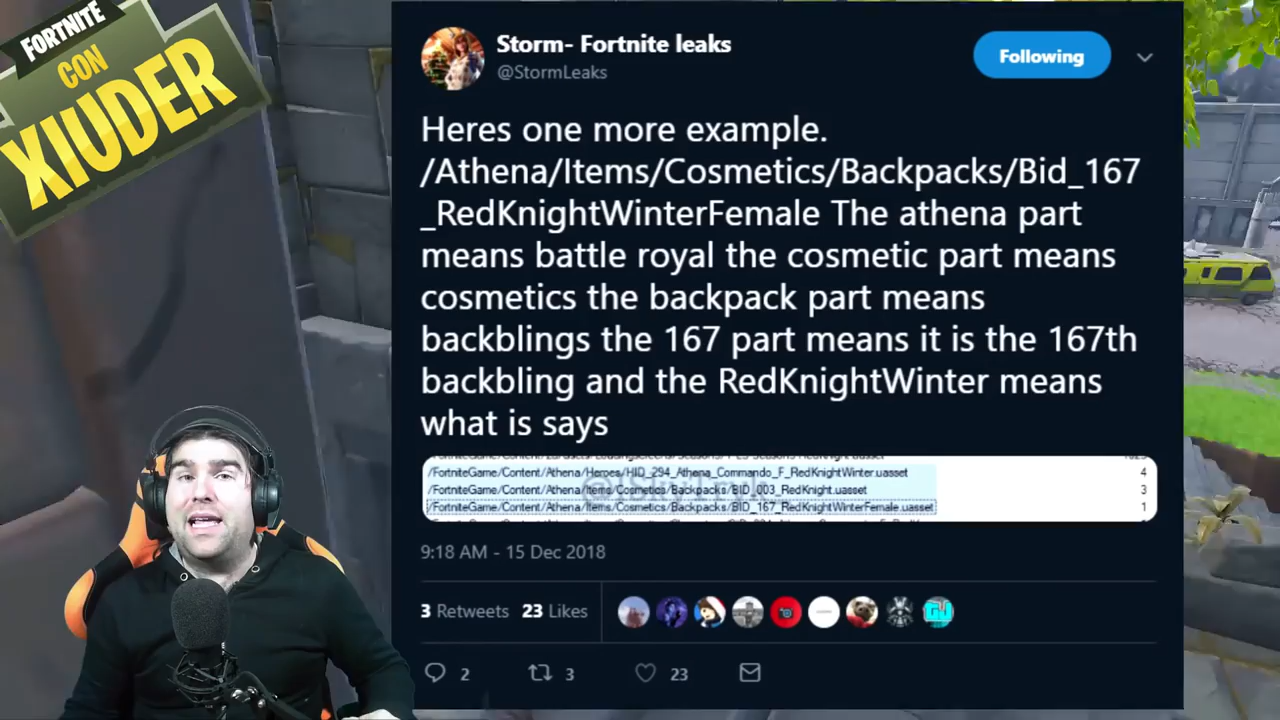 FORTNITE
CON
XIUDER
Storm- Fortnite leaks
@StormLeaks
Following
Heres one more example.
/Athena/Items/Cosmetics/Backpacks/Bid_167
_RedKnightWinterFemale The athena part
means battle royal the cosmetic part means
cosmetics the backpack part means
backblings the 167 part means it is the 167th
backbling and the RedKnightWinter means
what is says
/FortniteGame/Content/Athena/Heroes/HID_294_Athena_Commando_F_RedKnightWinter.uasset 4
/FortniteGame/Content/Athena/Items/Cosmetics/Backpacks/BID_003_RedKnight.uasset 3
/FortniteGame/Content/Athena/Items/Cosmetics/Backpacks/BID_167_RedKnightWinterFemale.uasset 1
9:18 AM - 15 Dec 2018
3 Retweets 23 Likes
2 3 23